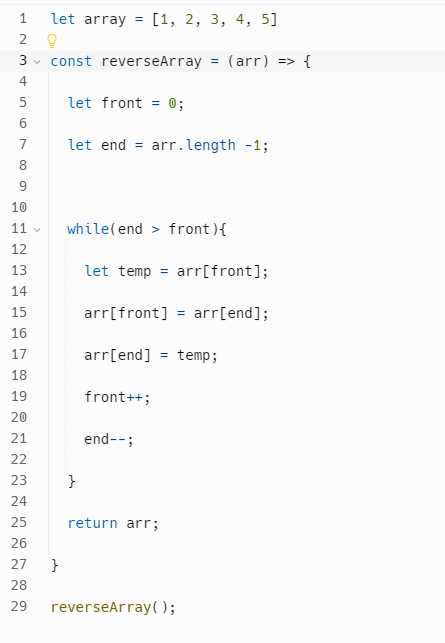 1 let array = [1, 2, 3, 4, 5]
2
3 const reverseArray = (arr) => {
4
5 let front = 0;
6
7 let end = arr.length -1;
8
9
10
11 while(end > front){
12
13 let temp = arr[front];
14
15 arr[front] = arr[end];
16
17 arr[end] = temp;
18
19 front++;
20
21 end--;
22
23 }
24
25 return arr;
26
27 }
28
29 reverseArray();